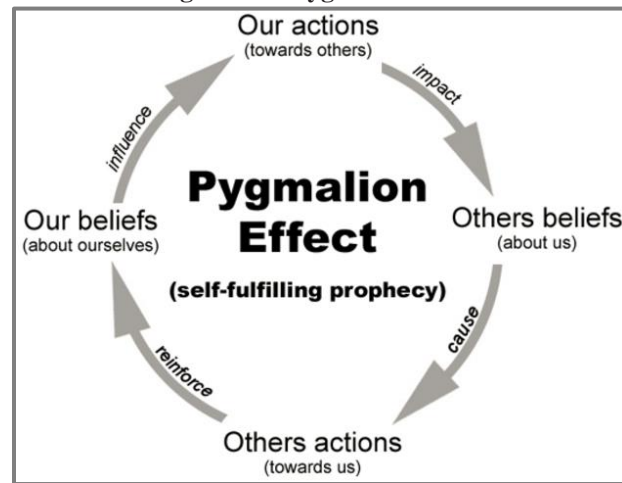 Our actions
(towards others)
impact
influence
Pygmalion
Effect
(self-fulfilling prophecy)
Our beliefs
(about ourselves)
Others beliefs
(about us)
cause
reinforce
Others actions
(towards us)